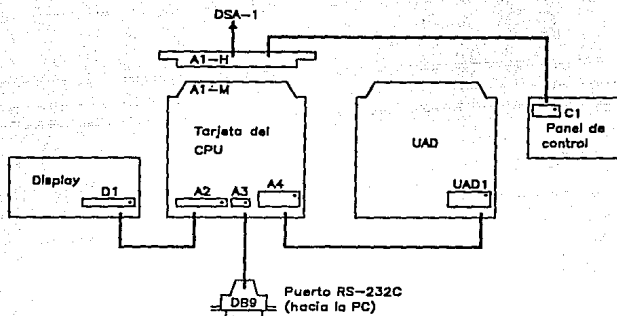 DSA-1
A1-H
A1-M
C1
Panel de
control
Tarjeta del
CPU
UAD
Display
D1
A2
A3
A4
UAD1
DB9
Puerto RS-232C
(hacia la PC)